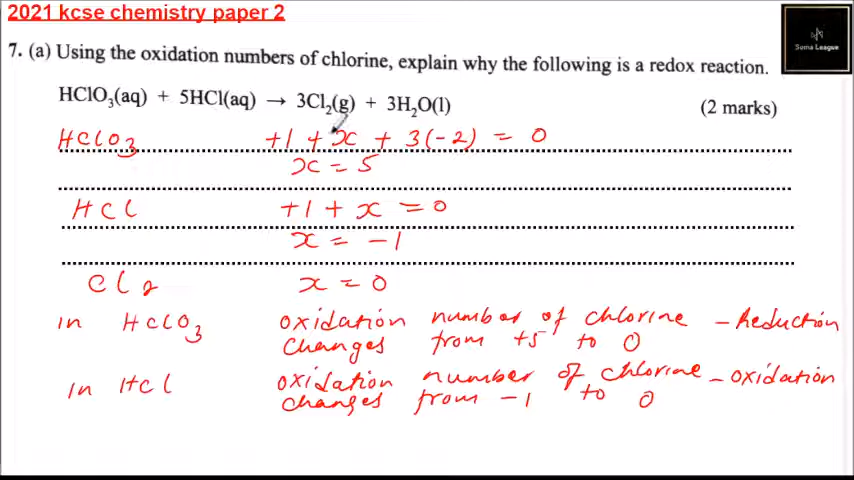 2021 kcse chemistry paper 2
Suma League
7. (a) Using the oxidation numbers of chlorine, explain why the following is a redox reaction.
HClO₃(aq) + 5HCl(aq) → 3Cl₂(g) + 3H₂O(l) (2 marks)
HClO₃ +1 + x + 3(-2) = 0
x = 5
HCl +1 + x = 0
x = -1
Cl₂ x = 0
in HClO₃ oxidation number of chlorine - Reduction
changes from +5 to 0
in HCl oxidation number of chlorine - oxidation
changes from -1 to 0